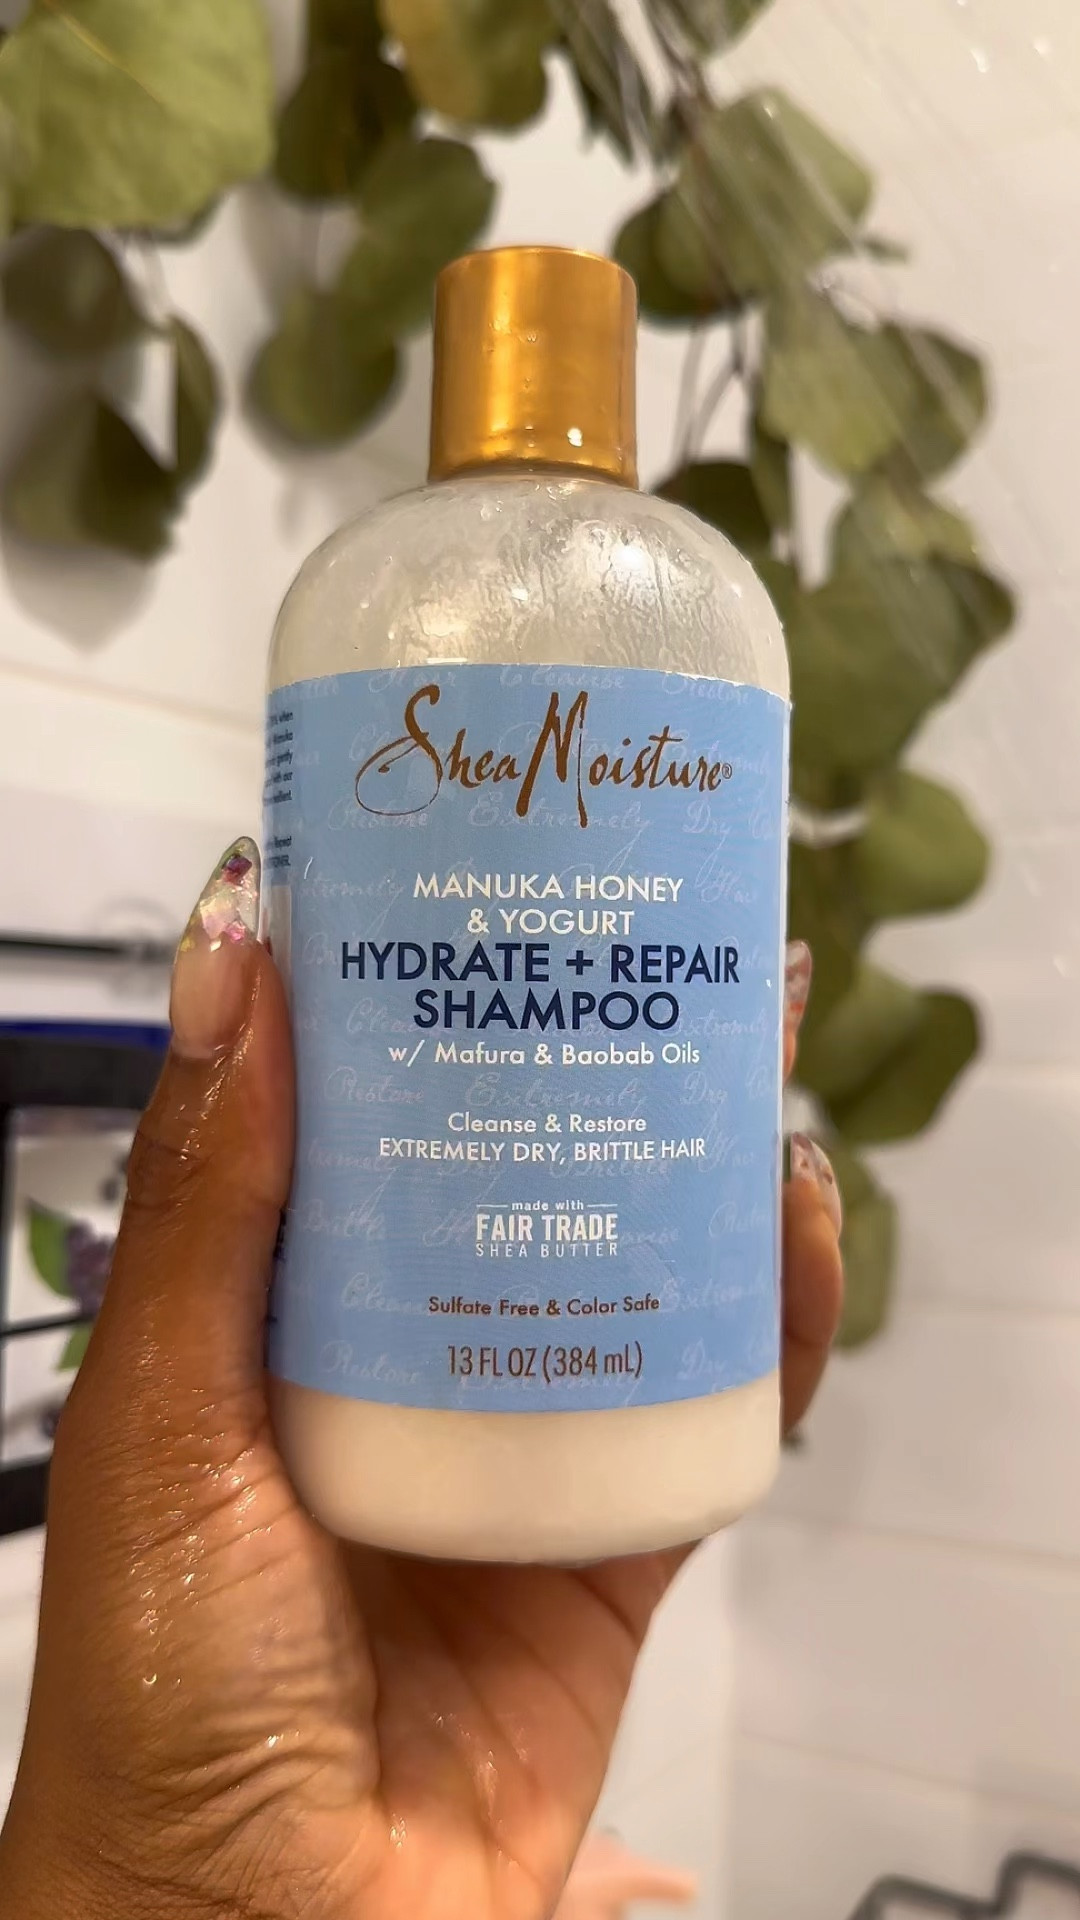 SheaMoisture®
MANUKA HONEY
& YOGURT
HYDRATE + REPAIR
SHAMPOO
w/ Mafura & Baobab Oils
Cleanse & Restore
EXTREMELY DRY, BRITTLE HAIR
made with
FAIR TRADE
SHEA BUTTER
Sulfate Free & Color Safe
13 FL OZ (384 mL)